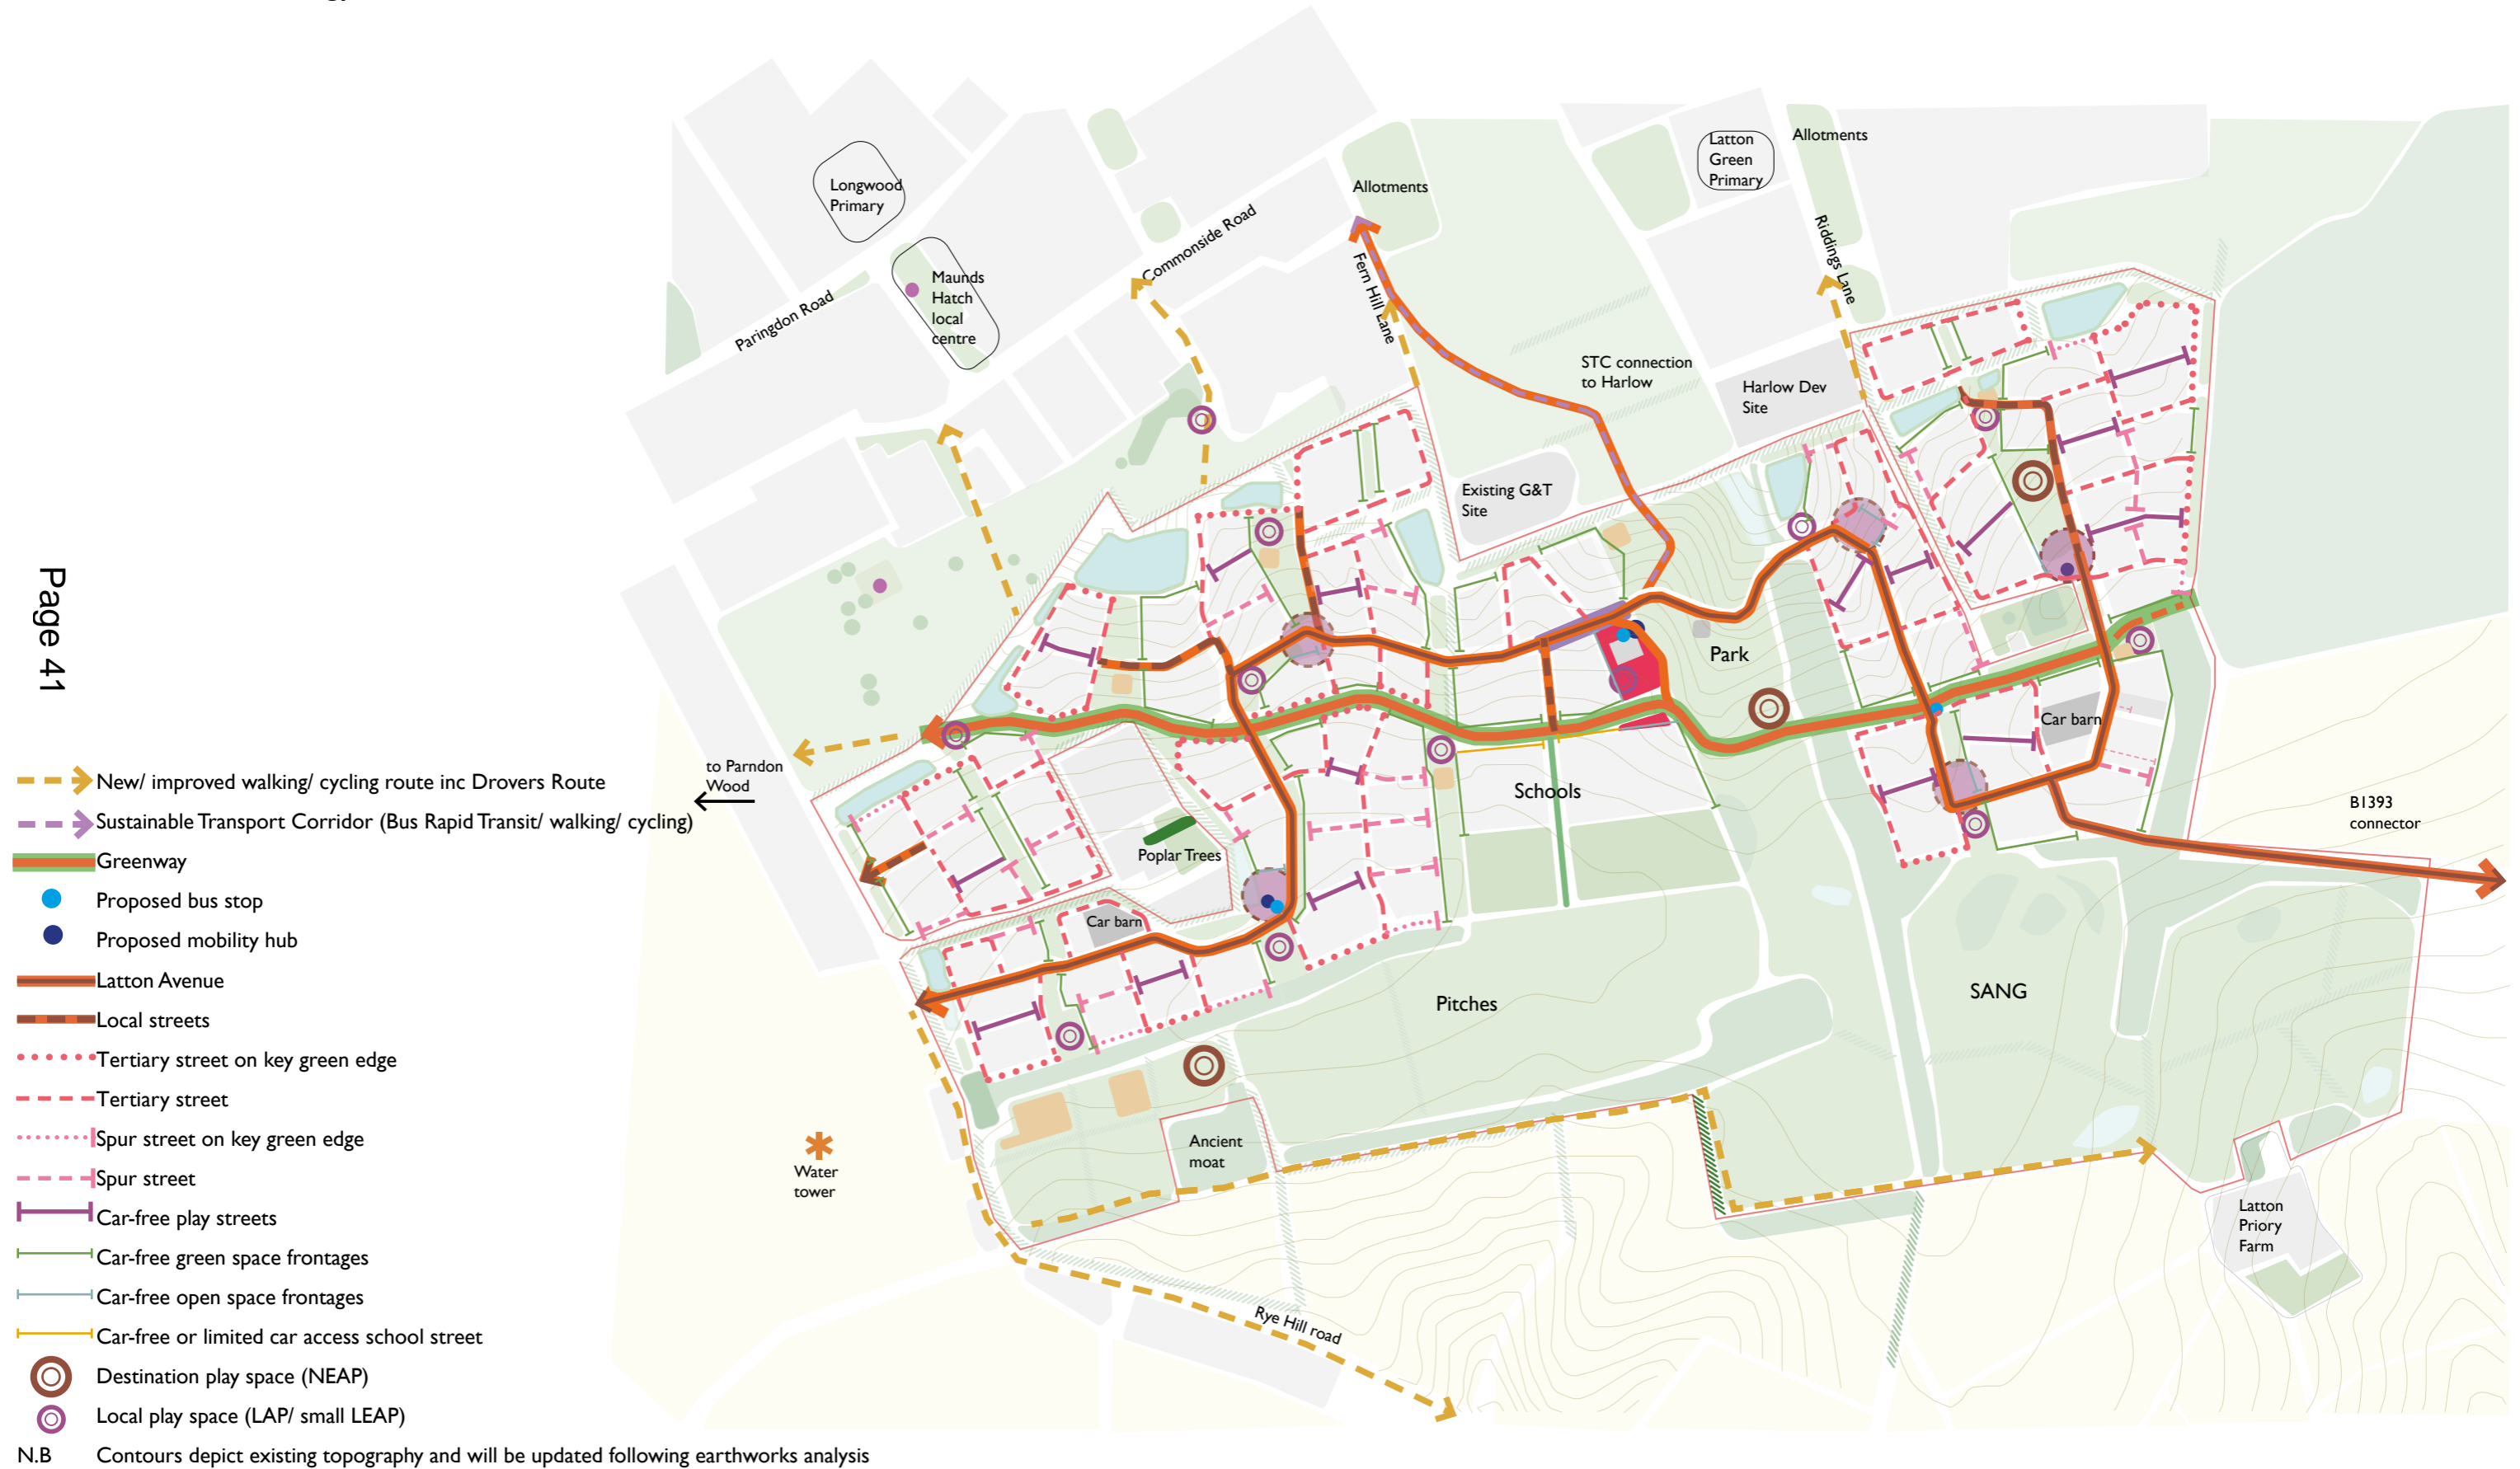 Longwood
Primary
Maunds
Hatch
local
centre
Paringdon Road
Commonside Road
Allotments
Fern Hill Lane
Latton
Green
Primary
Allotments
Riddings Lane
STC connection
to Harlow
Harlow Dev
Site
Existing G&T
Site
Park
Page 41
to Parndon
Wood
Car barn
Schools
Poplar Trees
Car barn
B1393
connector
Pitches
SANG
Ancient
moat
Water
tower
Latton
Priory
Farm
Rye Hill road
New/ improved walking/ cycling route inc Drovers Route
Sustainable Transport Corridor (Bus Rapid Transit/ walking/ cycling)
Greenway
Proposed bus stop
Proposed mobility hub
Latton Avenue
Local streets
Tertiary street on key green edge
Tertiary street
Spur street on key green edge
Spur street
Car-free play streets
Car-free green space frontages
Car-free open space frontages
Car-free or limited car access school street
Destination play space (NEAP)
Local play space (LAP/ small LEAP)
N.B Contours depict existing topography and will be updated following earthworks analysis